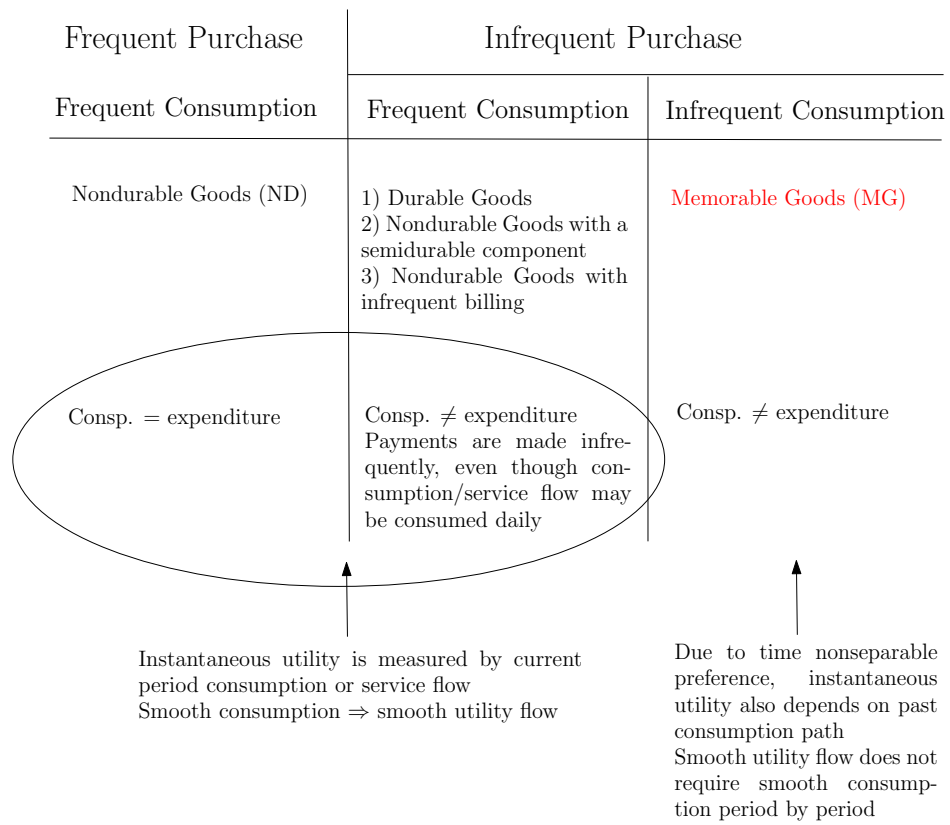 Frequent Purchase
Infrequent Purchase
Frequent Consumption
Frequent Consumption
Infrequent Consumption
Nondurable Goods (ND)
1) Durable Goods
2) Nondurable Goods with a
semidurable component
3) Nondurable Goods with
infrequent billing
Memorable Goods (MG)
Consp. = expenditure
Consp. ≠ expenditure
Payments are made infre-
quently, even though con-
sumption/service flow may
be consumed daily
Consp. ≠ expenditure
Instantaneous utility is measured by current
period consumption or service flow
Smooth consumption ⇒ smooth utility flow
Due to time nonseparable
preference, instantaneous
utility also depends on past
consumption path
Smooth utility flow does not
require smooth consump-
tion period by period